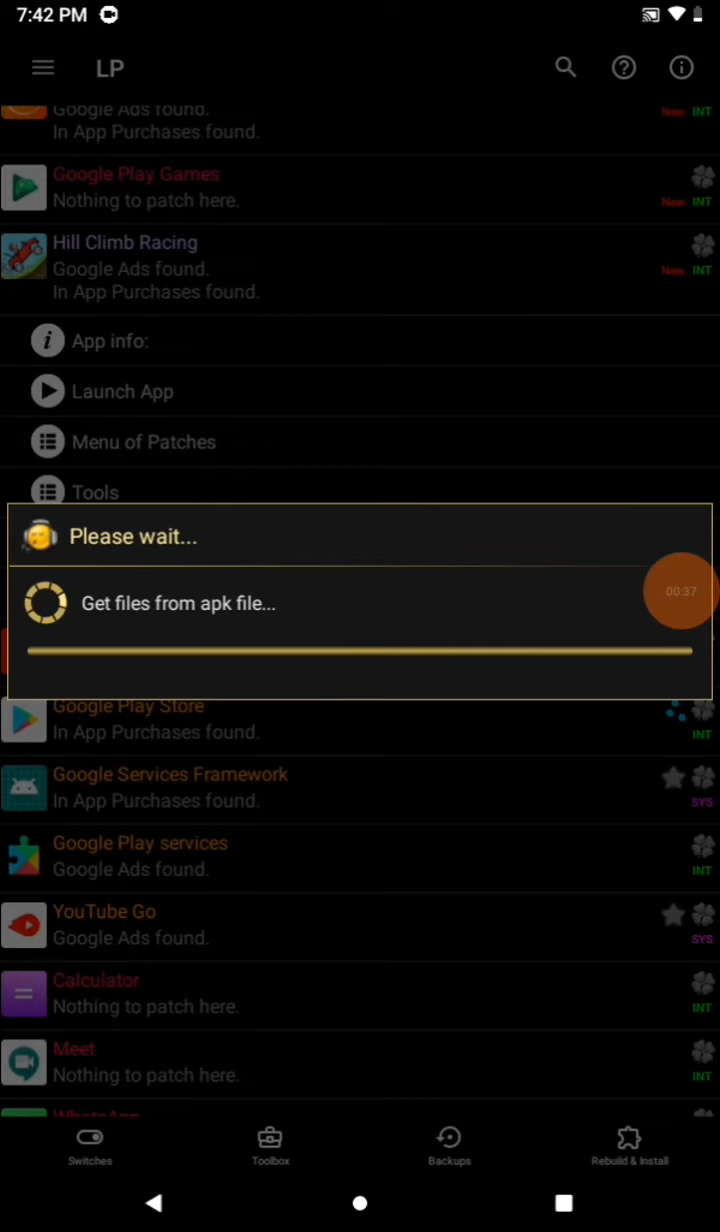 7:42 PM
LP
Google Ads found.
In App Purchases found.
New INT
Google Play Games
Nothing to patch here.
New INT
Hill Climb Racing
Google Ads found.
In App Purchases found.
New INT
App info:
Launch App
Menu of Patches
Tools
Please wait...
Get files from apk file...
00:37
Google Play Store
In App Purchases found.
INT
Google Services Framework
In App Purchases found.
SYS
Google Play services
Google Ads found.
INT
YouTube Go
Google Ads found.
SYS
Calculator
Nothing to patch here.
INT
Meet
Nothing to patch here.
INT
WhatsApp
Switches
Toolbox
Backups
Rebuild & Install